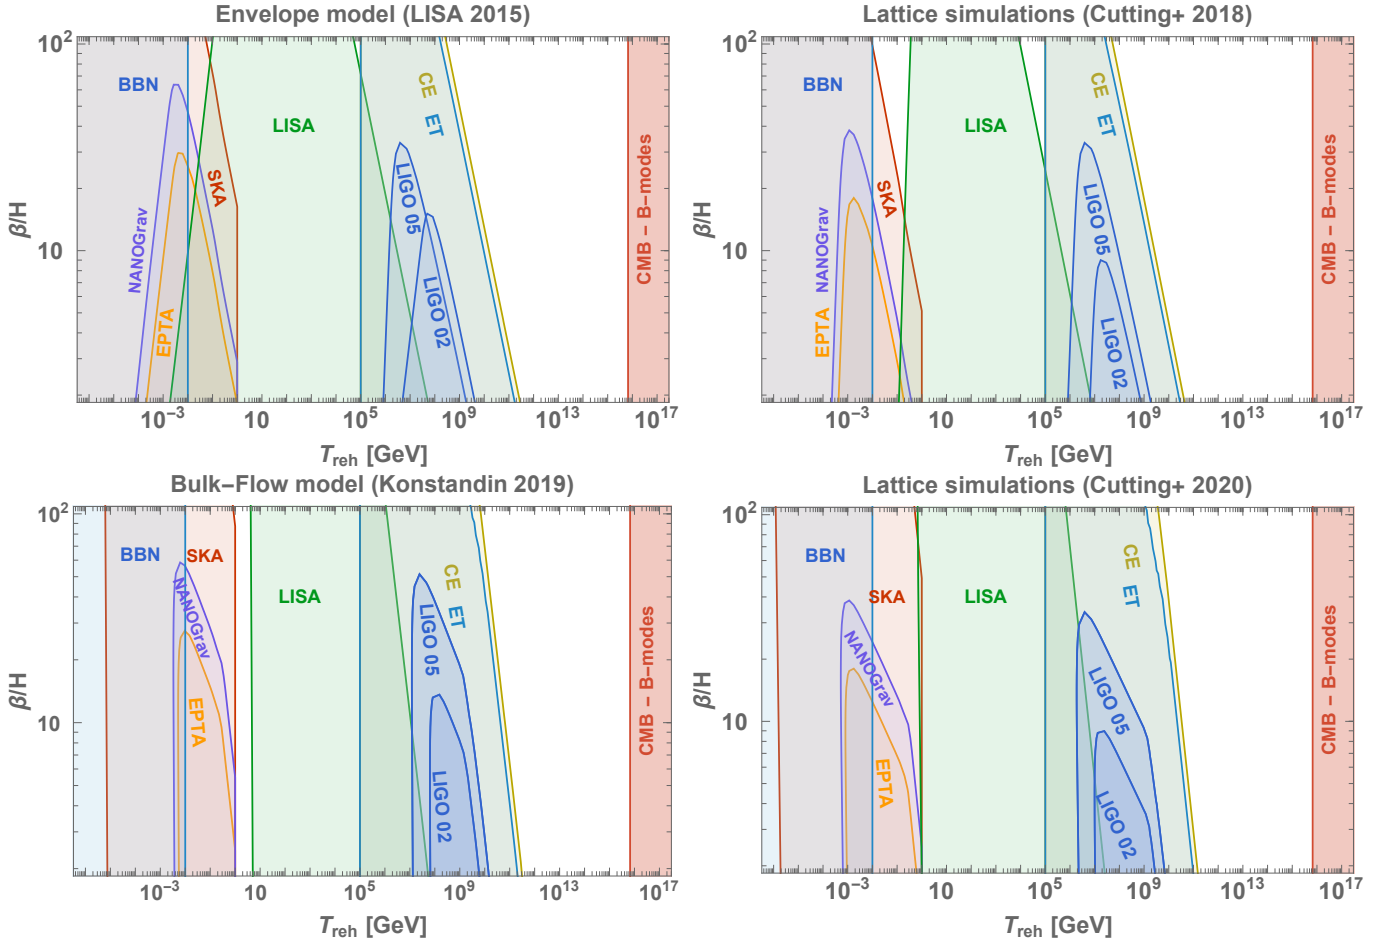 Envelope model (LISA 2015)
10²
10
β/H
BBN
NANOGrav
EPTA
SKA
LISA
LIGO 05
LIGO 02
CE
ET
CMB − B−modes
10⁻³ 10 10⁵ 10⁹ 10¹³ 10¹⁷
T_reh [GeV]
Lattice simulations (Cutting+ 2018)
10²
10
β/H
BBN
EPTA
NANOGrav
SKA
LISA
LIGO 05
LIGO 02
CE
ET
CMB − B−modes
10⁻³ 10 10⁵ 10⁹ 10¹³ 10¹⁷
T_reh [GeV]
Bulk−Flow model (Konstandin 2019)
10²
10
β/H
BBN
SKA
NANOGrav
EPTA
LISA
LIGO 05
LIGO 02
CE
ET
CMB − B−modes
10⁻³ 10 10⁵ 10⁹ 10¹³ 10¹⁷
T_reh [GeV]
Lattice simulations (Cutting+ 2020)
10²
10
β/H
BBN
SKA
NANOGrav
EPTA
LISA
LIGO 05
LIGO 02
CE
ET
CMB − B−modes
10⁻³ 10 10⁵ 10⁹ 10¹³ 10¹⁷
T_reh [GeV]